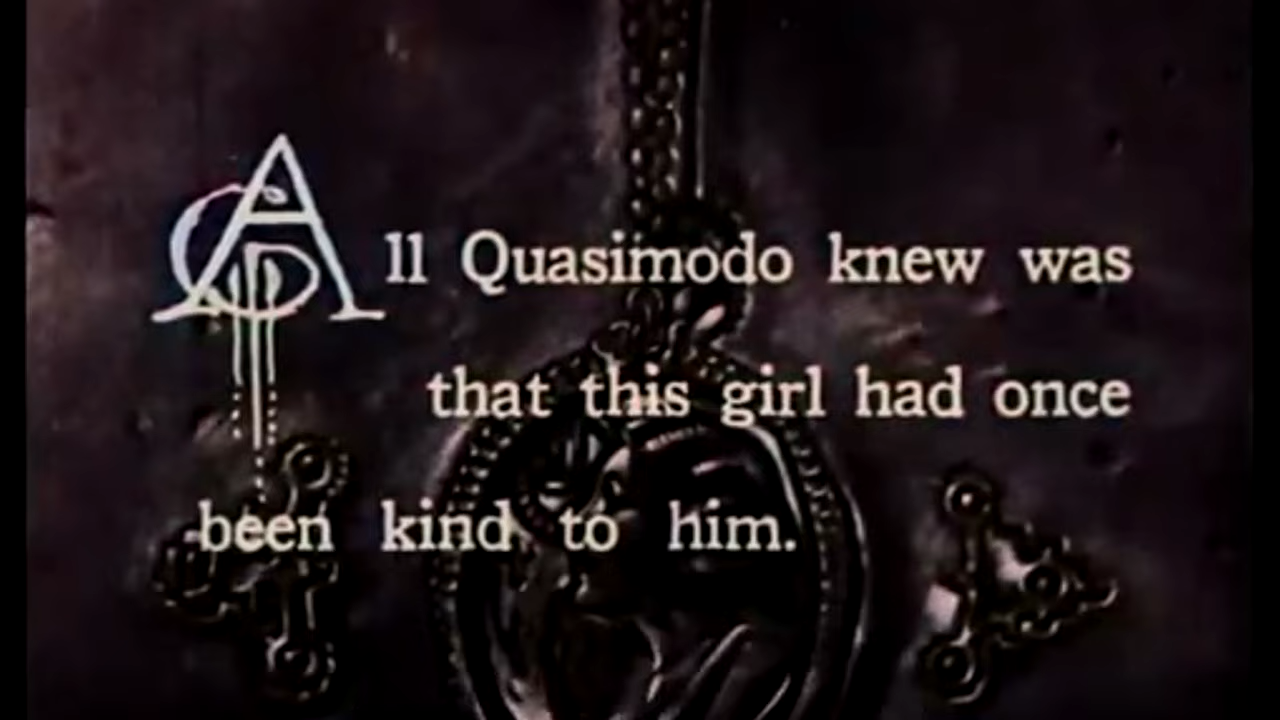 All Quasimodo knew was
that this girl had once
been kind to him.